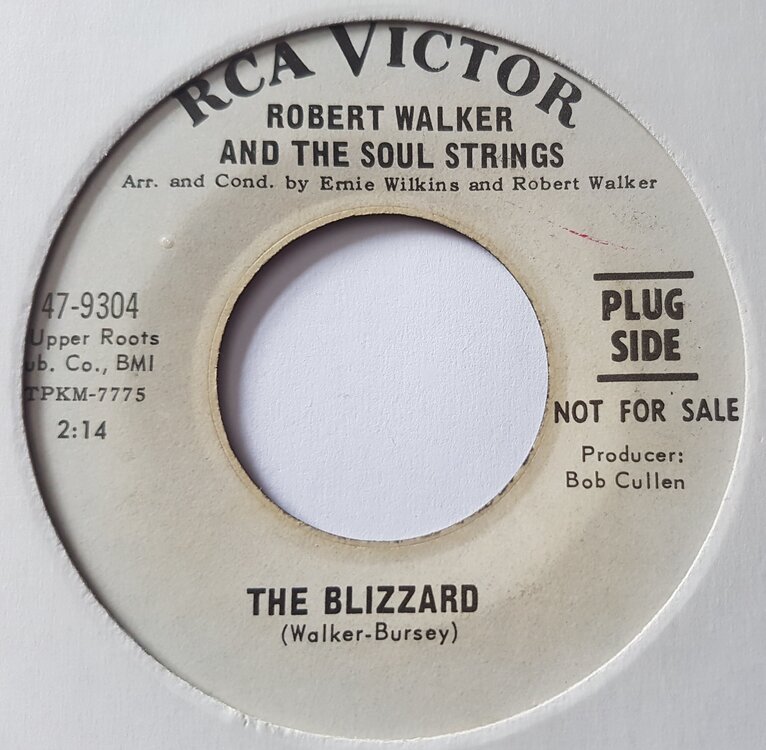 RCA VICTOR
ROBERT WALKER
AND THE SOUL STRINGS
Arr. and Cond. by Ernie Wilkins and Robert Walker
47-9304
Upper Roots
ub. Co., BMI
TPKM-7775
2:14
PLUG
SIDE
NOT FOR SALE
Producer:
Bob Cullen
THE BLIZZARD
(Walker-Bursey)